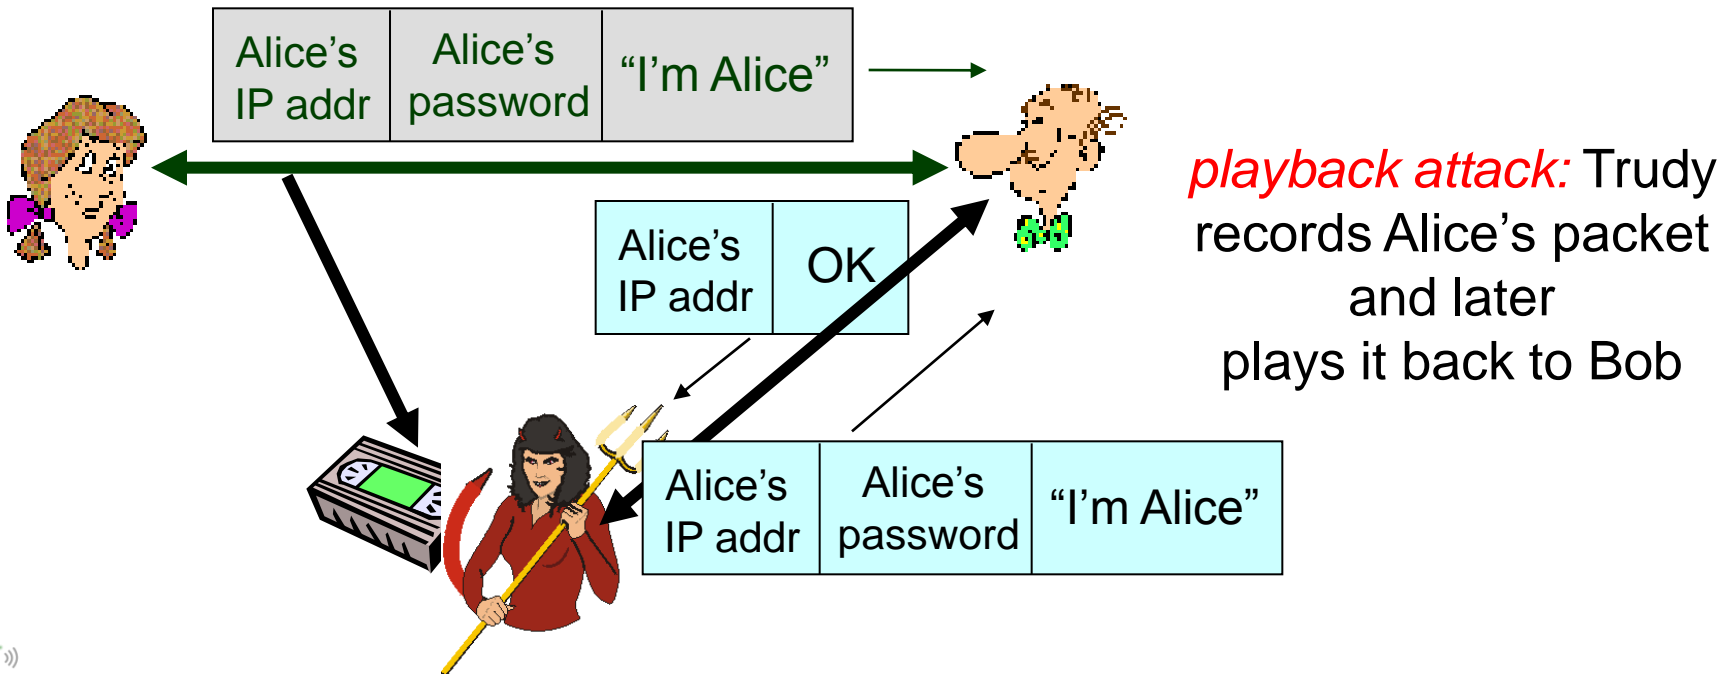 Alice’s
IP addr
Alice’s
password
“I’m Alice”
Alice’s
IP addr
OK
playback attack: Trudy
records Alice’s packet
and later
plays it back to Bob
Alice’s
IP addr
Alice’s
password
“I’m Alice”